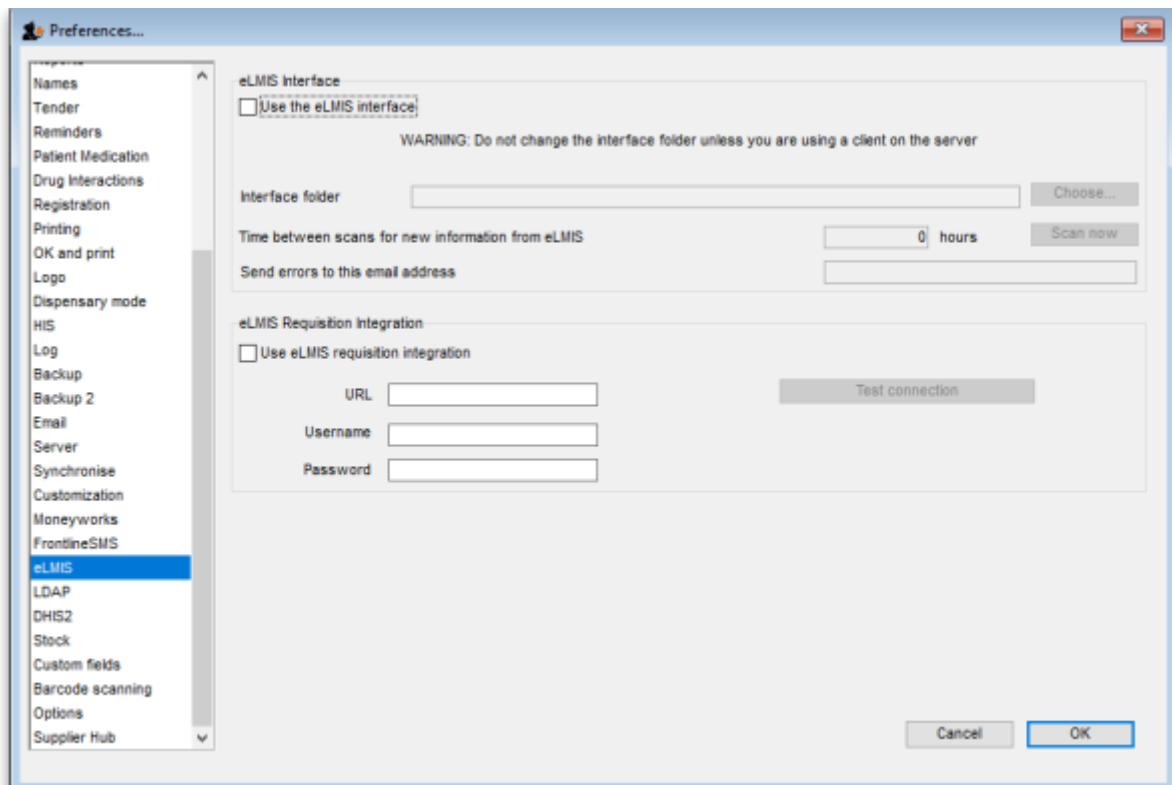 Preferences...
Names
Tender
Reminders
Patient Medication
Drug Interactions
Registration
Printing
OK and print
Logo
Dispensary mode
HIS
Log
Backup
Backup 2
Email
Server
Synchronise
Customization
Moneyworks
FrontlineSMS
eLMIS
LDAP
DHIS2
Stock
Custom fields
Barcode scanning
Options
Supplier Hub
eLMIS Interface
Use the eLMIS interface
WARNING: Do not change the interface folder unless you are using a client on the server
Interface folder Choose...
Time between scans for new information from eLMIS 0 hours Scan now
Send errors to this email address
eLMIS Requisition Integration
Use eLMIS requisition integration
URL Test connection
Username
Password
Cancel OK